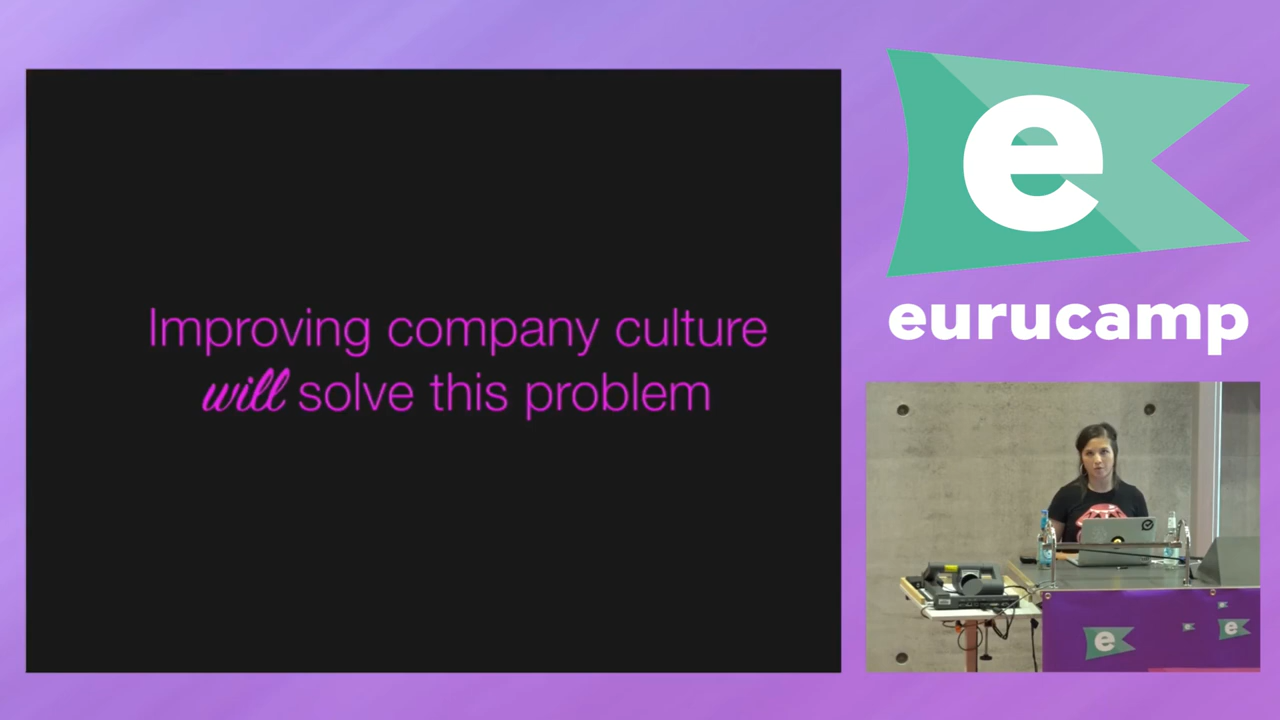 Improving company culture
will solve this problem
e
eurucamp
e
e
e